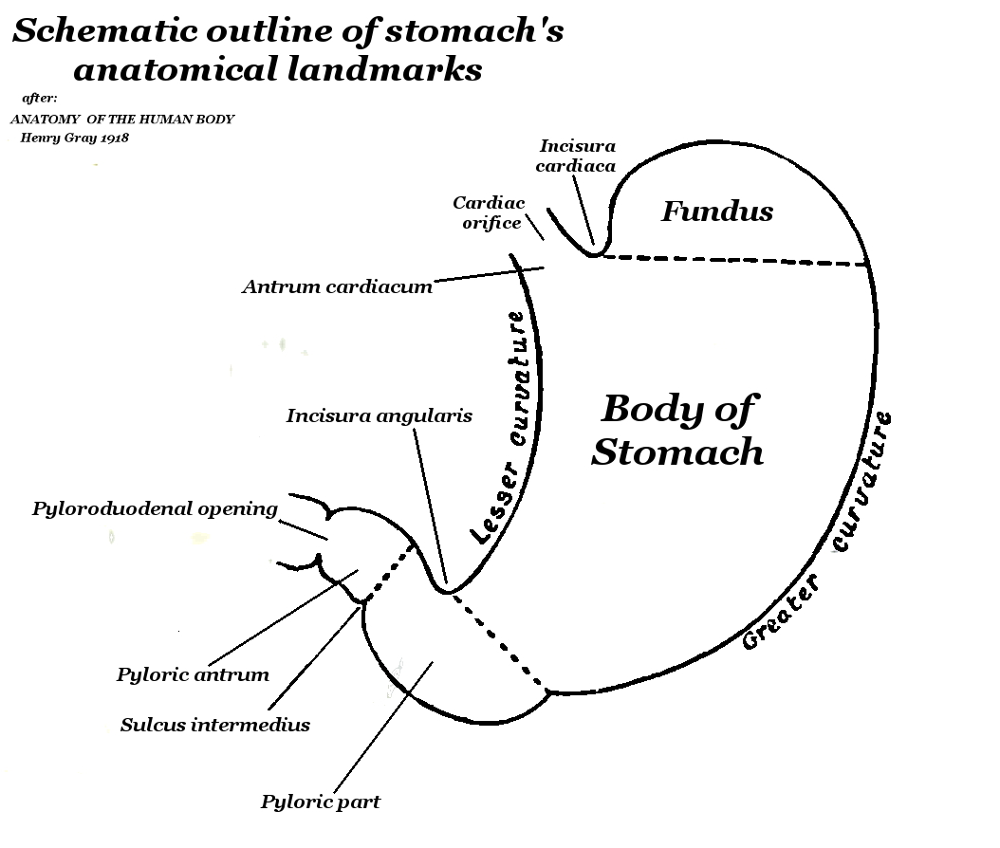 Schematic outline of stomach's
anatomical landmarks
after:
ANATOMY OF THE HUMAN BODY
Henry Gray 1918
Incisura
cardiaca
Cardiac
orifice
Fundus
Antrum cardiacum
Lesser curvature
Incisura angularis
Body of
Stomach
Greater curvature
Pyloroduodenal opening
Pyloric antrum
Sulcus intermedius
Pyloric part